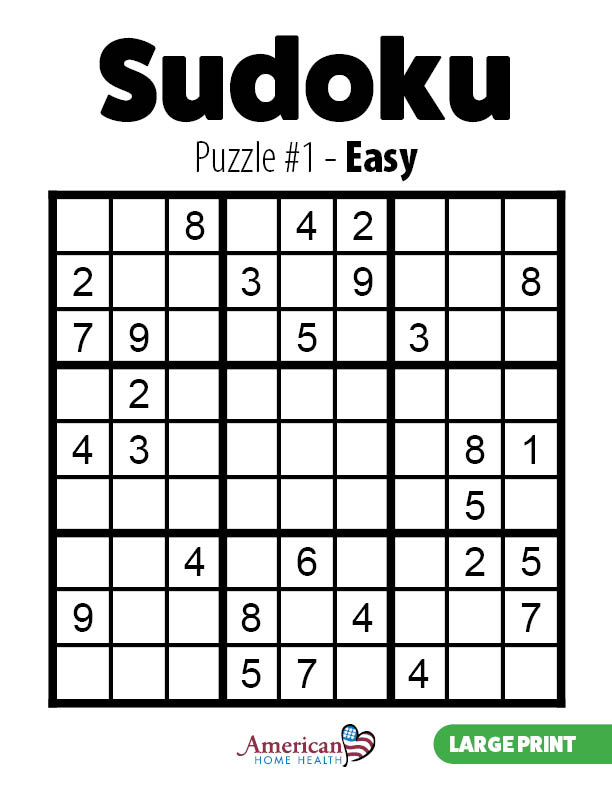 Sudoku
Puzzle #1 - Easy
8 4 2
2 3 9 8
7 9 5 3
2
4 3 8 1
5
4 6 2 5
9 8 4 7
5 7 4
American
HOME HEALTH
LARGE PRINT